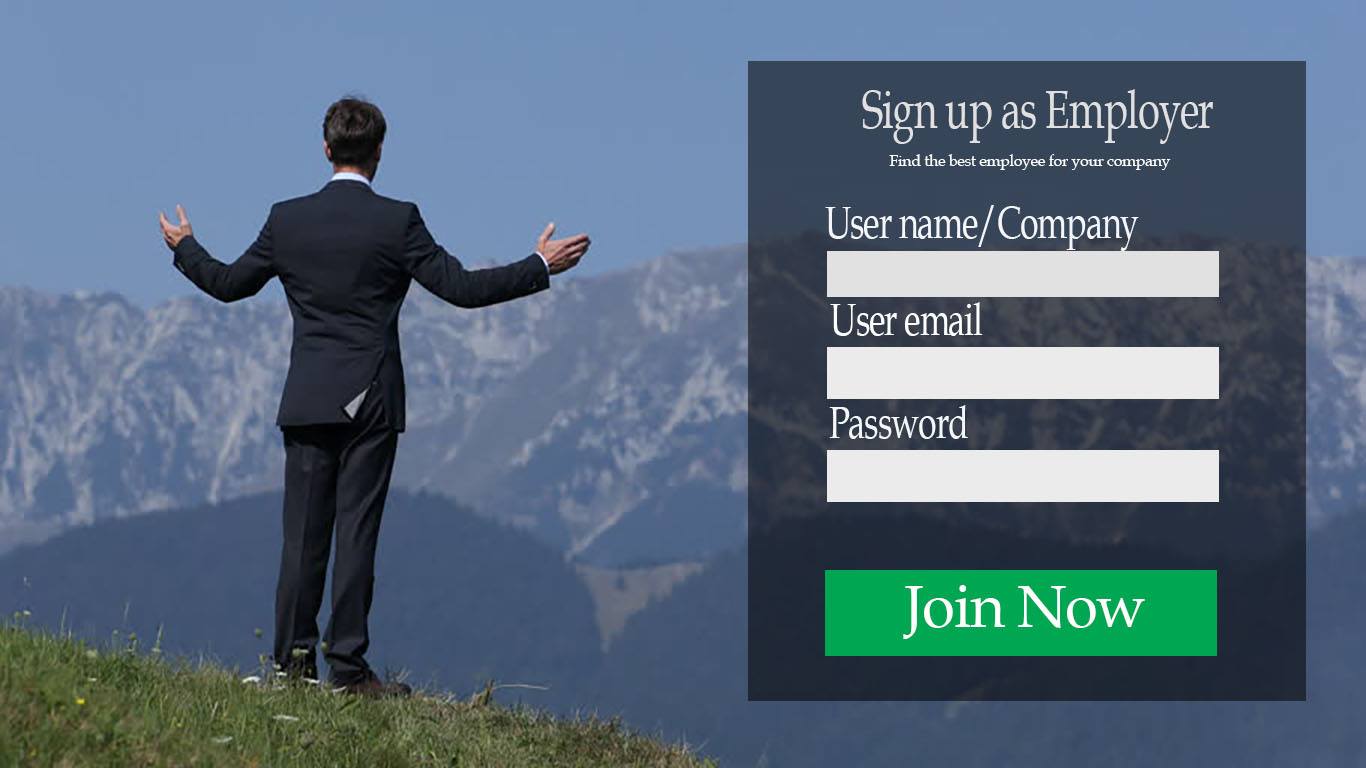 Sign up as Employer
Find the best employee for your company
User name/Company
User email
Password
Join Now